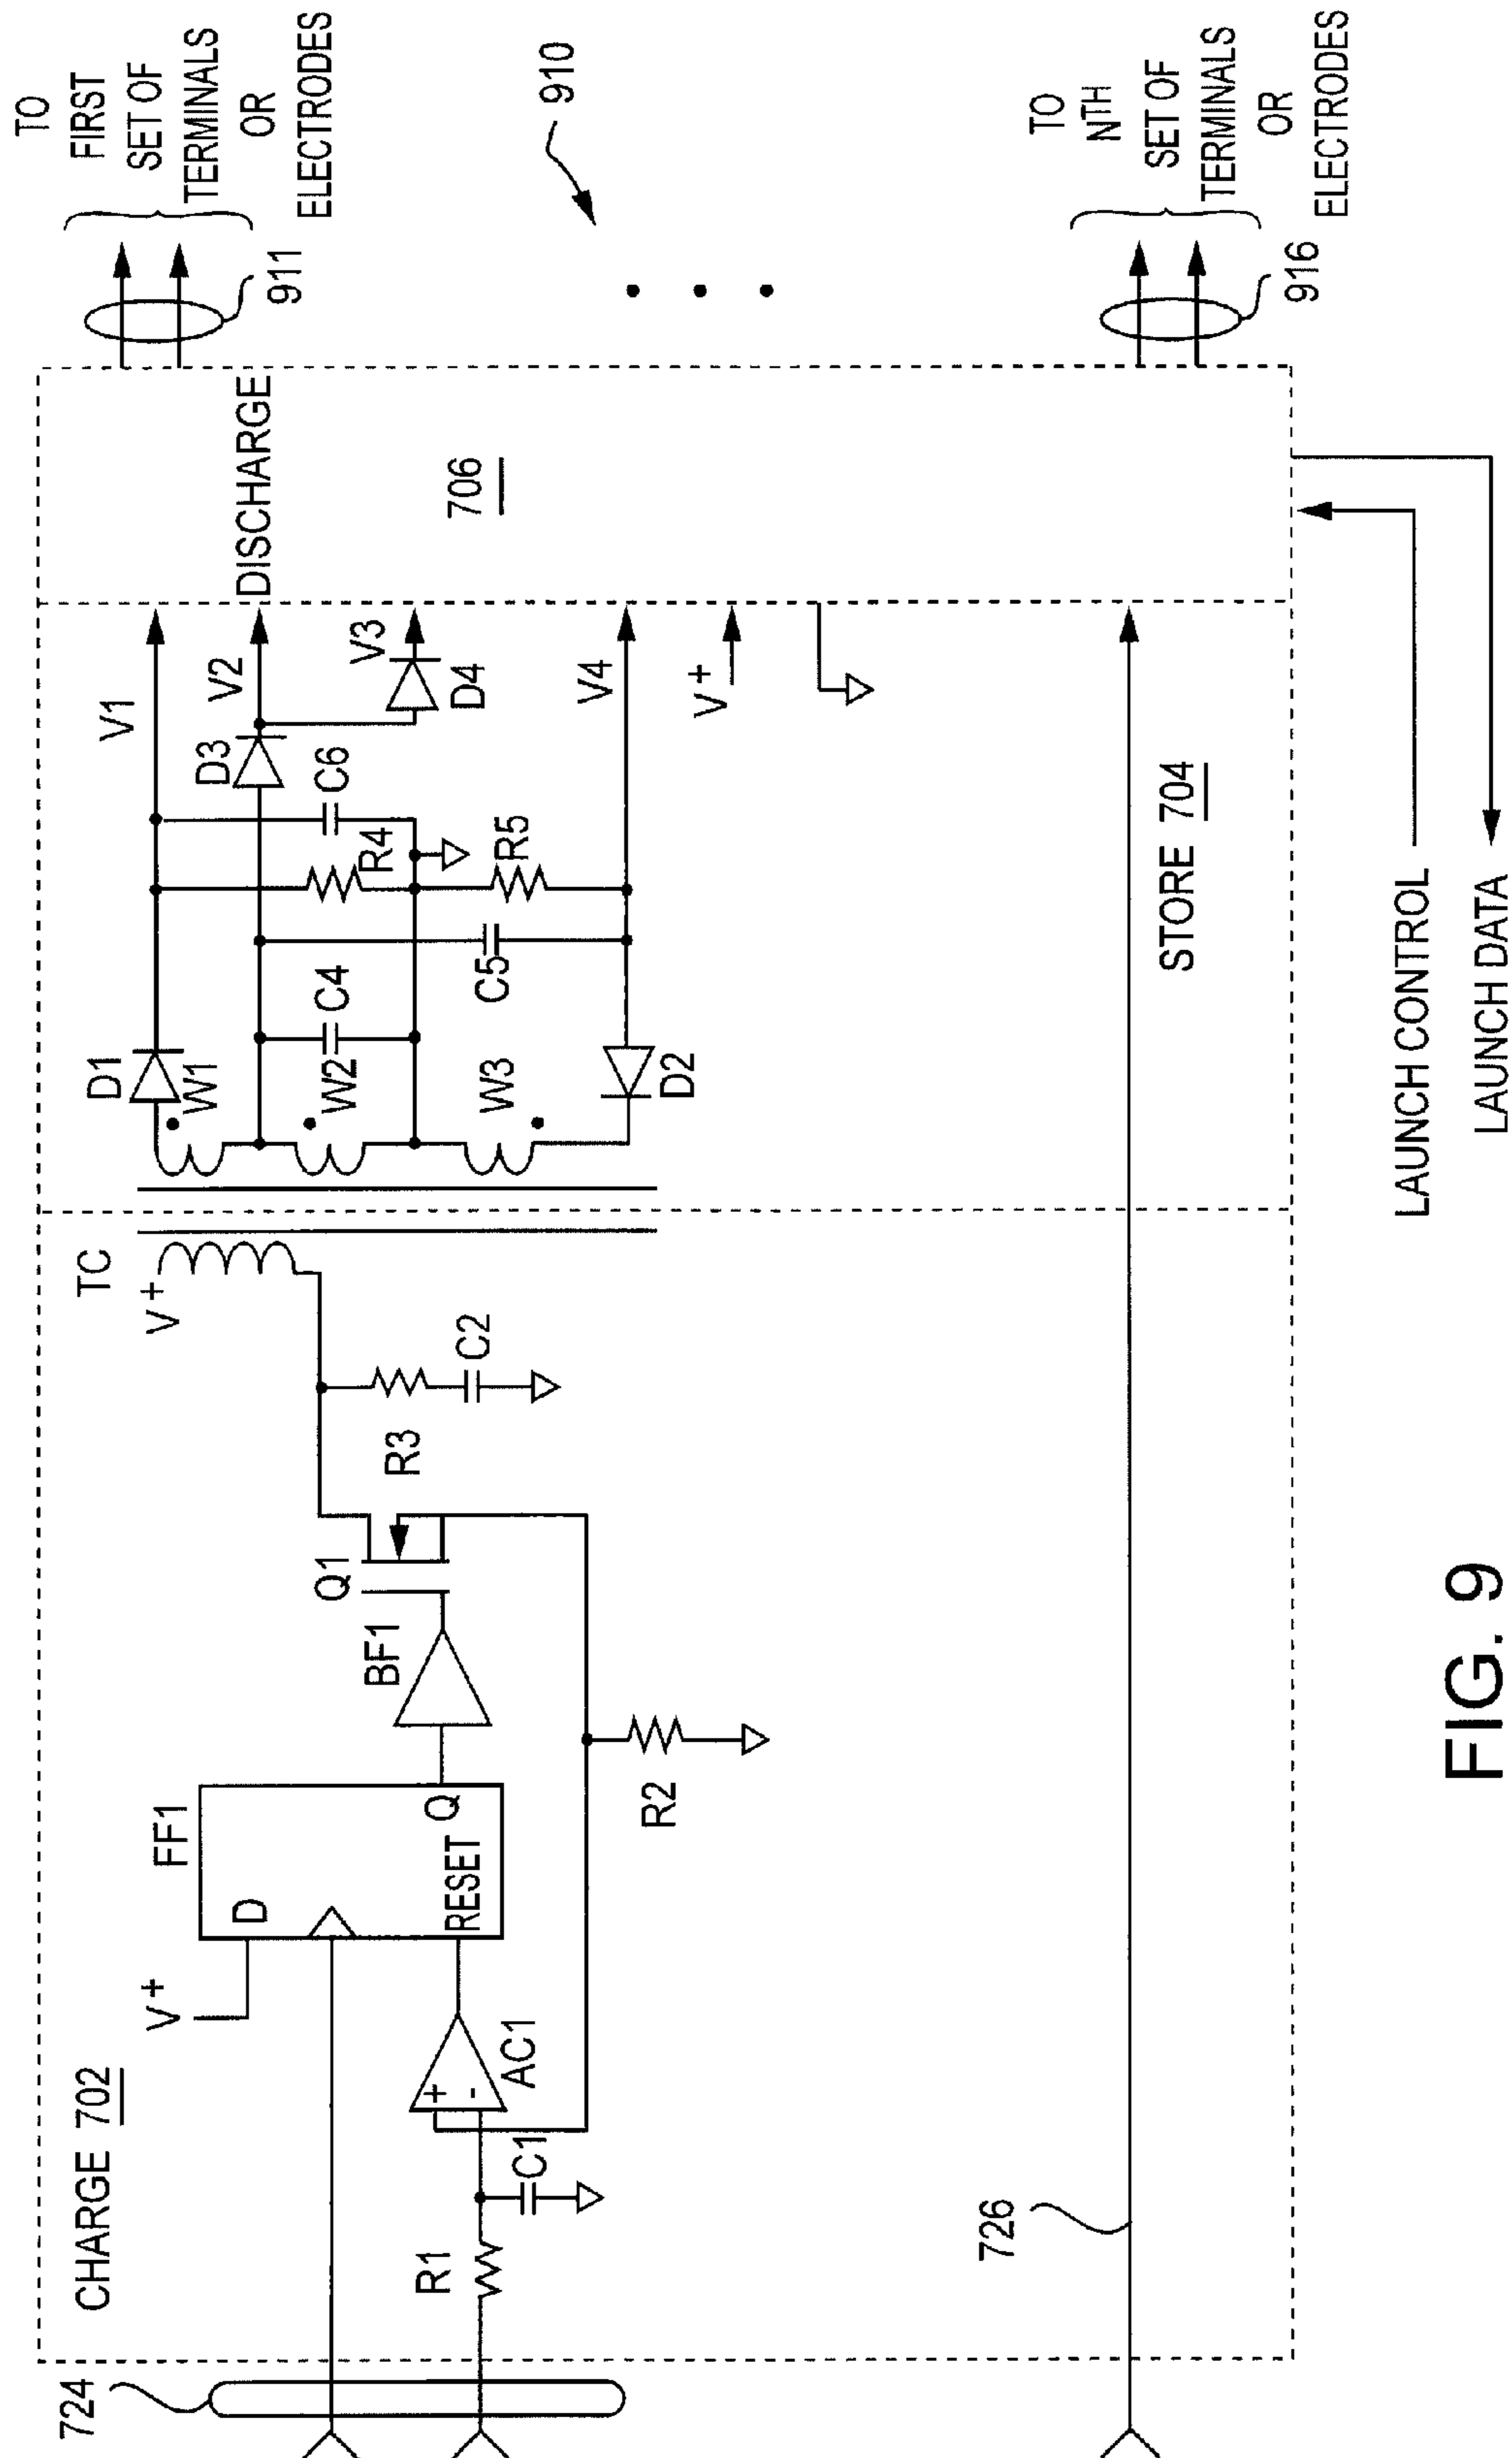 724
CHARGE 702
V+
D
FF1
RESET
Q
R1
C1
+
-
AC1
BF1
Q1
R2
R3
C2
V+
TC
W1
W2
W3
D1
D2
C4
C5
R4
R5
C6
D3
D4
V1
V2
V3
V4
V+
STORE 704
726
DISCHARGE
706
TO
FIRST
SET OF
TERMINALS
OR
ELECTRODES
911
910
TO
NTH
SET OF
TERMINALS
OR
ELECTRODES
916
LAUNCH CONTROL
LAUNCH DATA
FIG. 9